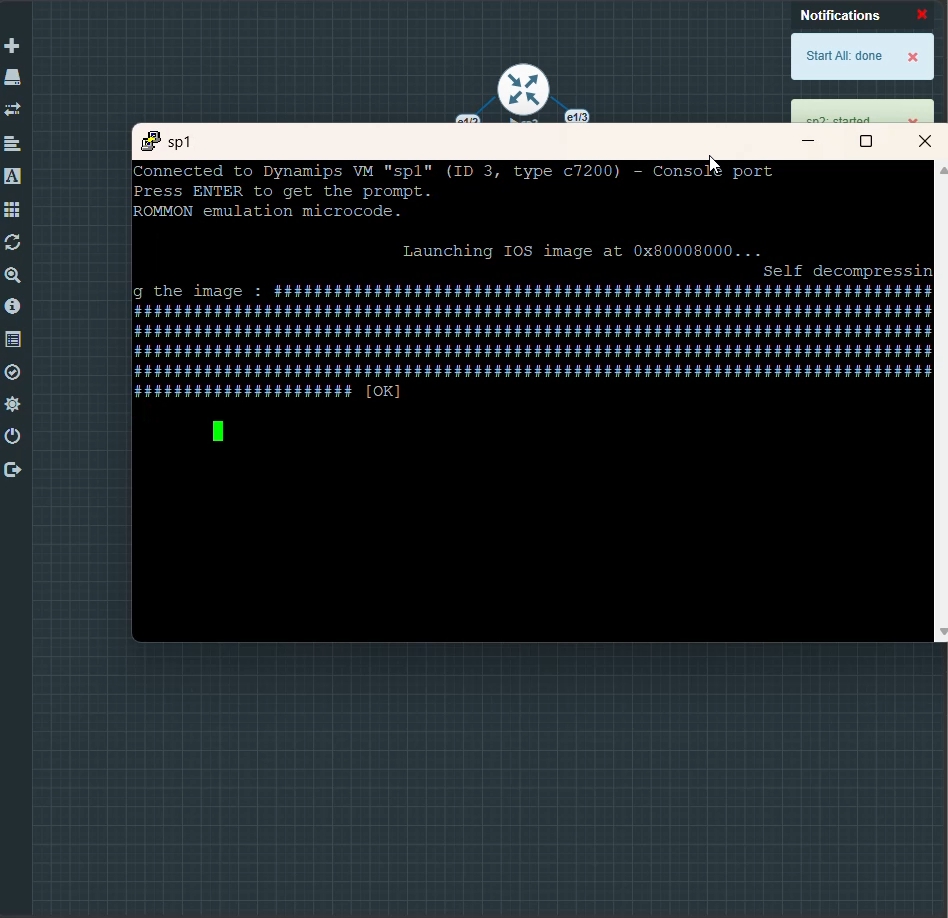 Notifications
Start All: done
e1/2
e1/3
sp2: started
sp1
Connected to Dynamips VM "sp1" (ID 3, type c7200) - Console port
Press ENTER to get the prompt.
ROMMON emulation microcode.
Launching IOS image at 0x80008000...
Self decompressin
g the image : ##################################################################
################################################################################
################################################################################
################################################################################
################################################################################
###################### [OK]